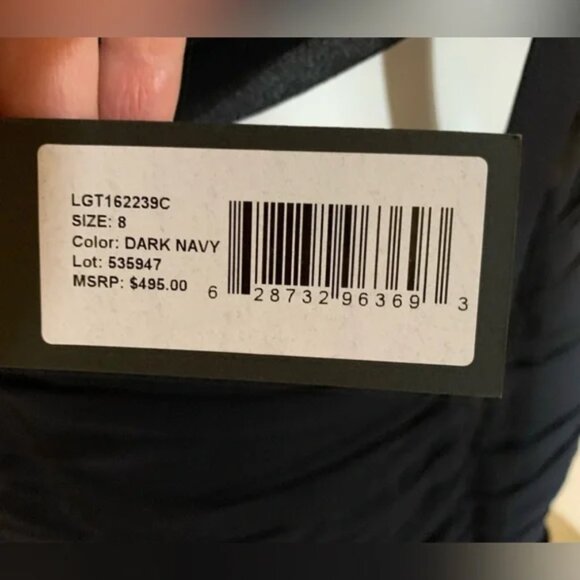 LGT162239C
SIZE: 8
Color: DARK NAVY
Lot: 535947
MSRP: $495.00
6 28732 96369 3